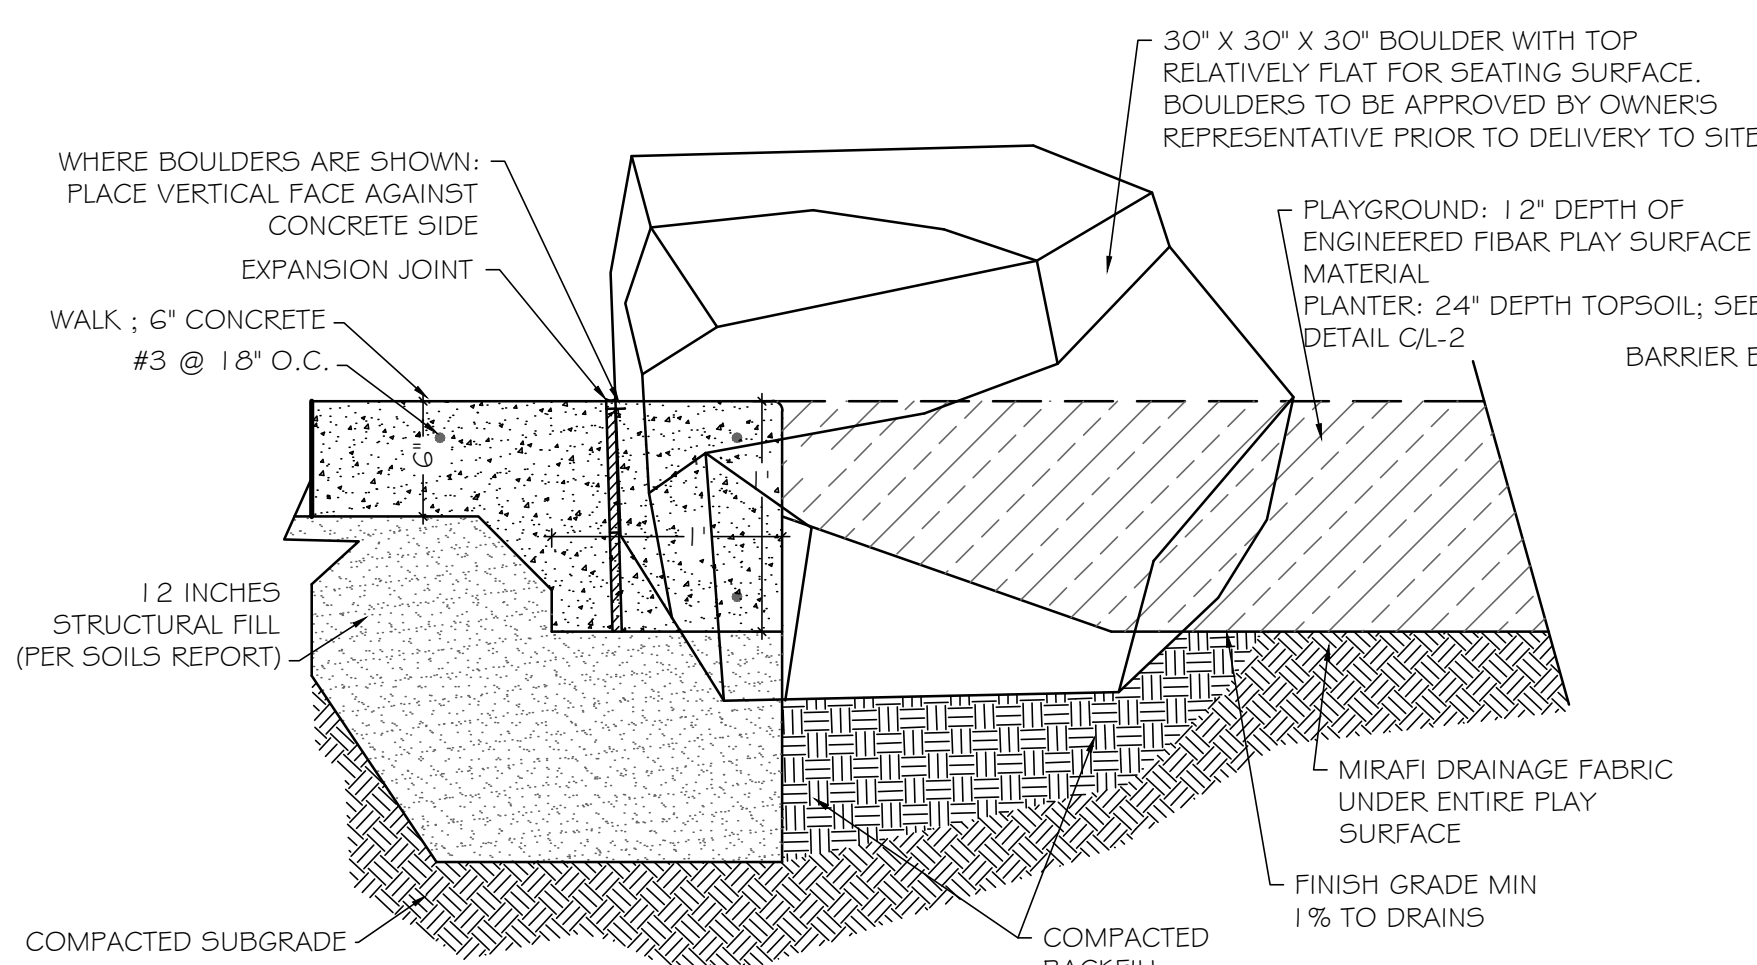 30" X 30" X 30" BOULDER WITH TOP
RELATIVELY FLAT FOR SEATING SURFACE.
BOULDERS TO BE APPROVED BY OWNER'S
REPRESENTATIVE PRIOR TO DELIVERY TO SITE
WHERE BOULDERS ARE SHOWN:
PLACE VERTICAL FACE AGAINST
CONCRETE SIDE
EXPANSION JOINT
WALK ; 6" CONCRETE
#3 @ 18" O.C.
PLAYGROUND: 12" DEPTH OF
ENGINEERED FIBAR PLAY SURFACE
MATERIAL
PLANTER: 24" DEPTH TOPSOIL; SEE
DETAIL C/L-2
BARRIER
6"
1'
1'
12 INCHES
STRUCTURAL FILL
(PER SOILS REPORT)
MIRAFI DRAINAGE FABRIC
UNDER ENTIRE PLAY
SURFACE
FINISH GRADE MIN
1% TO DRAINS
COMPACTED SUBGRADE
COMPACTED
BACKFILL